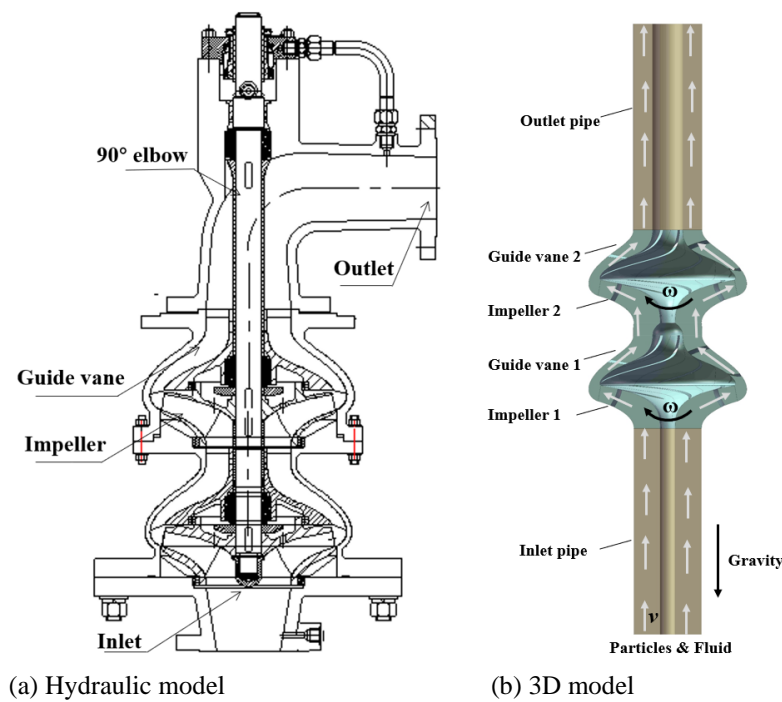 90° elbow
Outlet
Guide vane
Impeller
Inlet
(a) Hydraulic model
Outlet pipe
Guide vane 2
ω
Impeller 2
Guide vane 1
ω
Impeller 1
Inlet pipe
Gravity
v
Particles & Fluid
(b) 3D model